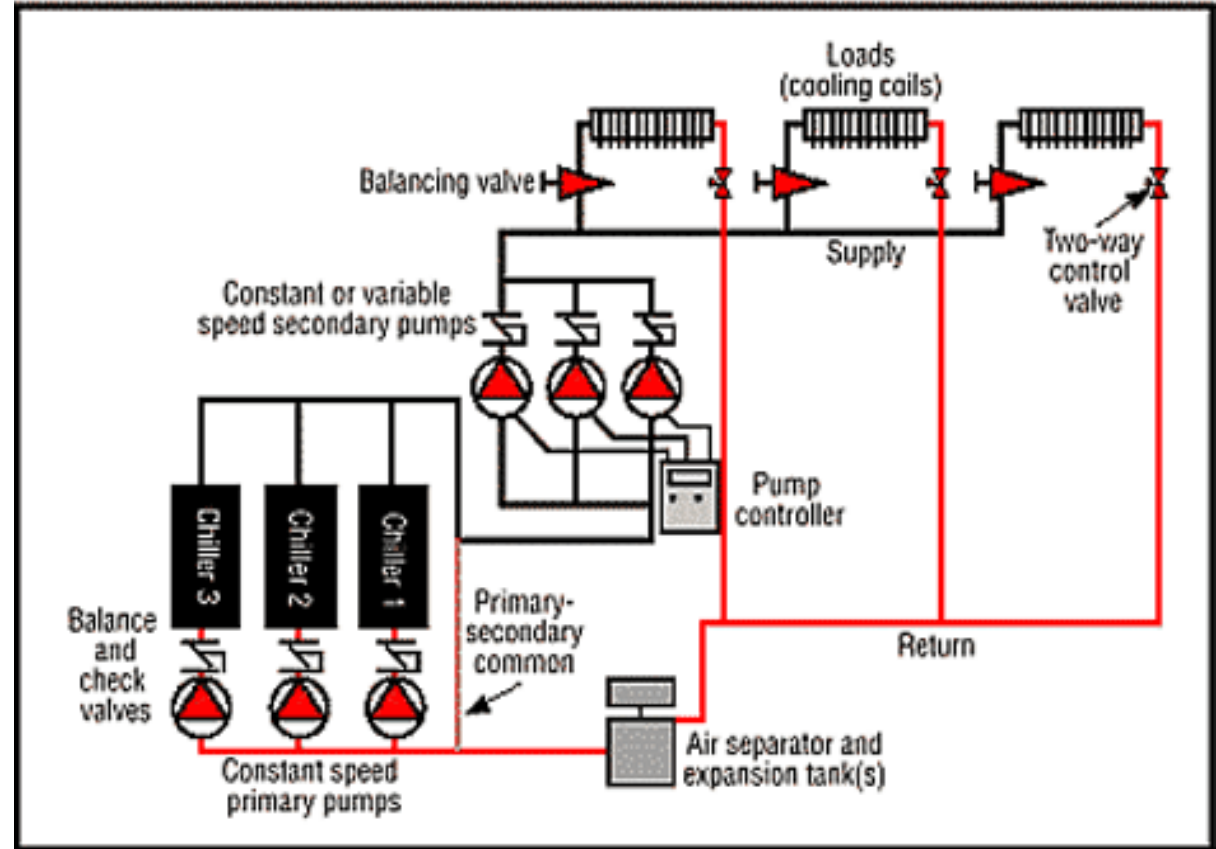 Loads
(cooling coils)
Balancing valve
Supply
Two-way
control
valve
Constant or variable
speed secondary pumps
Pump
controller
Chiller 3
Chiller 2
Chiller 1
Balance
and
check
valves
Primary-
secondary
common
Return
Air separator and
expansion tank(s)
Constant speed
primary pumps